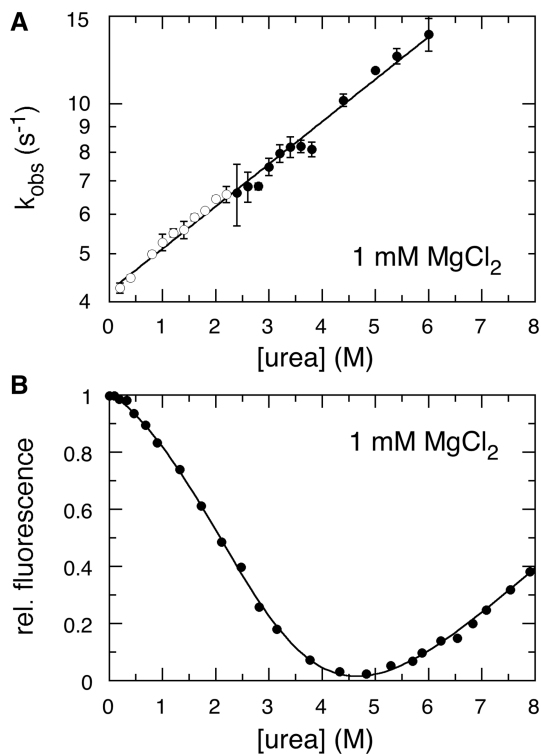 A
15
10
9
8
7
6
5
4
k_obs (s⁻¹)
1 mM MgCl₂
0 1 2 3 4 5 6 7 8
[urea] (M)
B
1
0.8
0.6
0.4
0.2
0
rel. fluorescence
1 mM MgCl₂
0 1 2 3 4 5 6 7 8
[urea] (M)